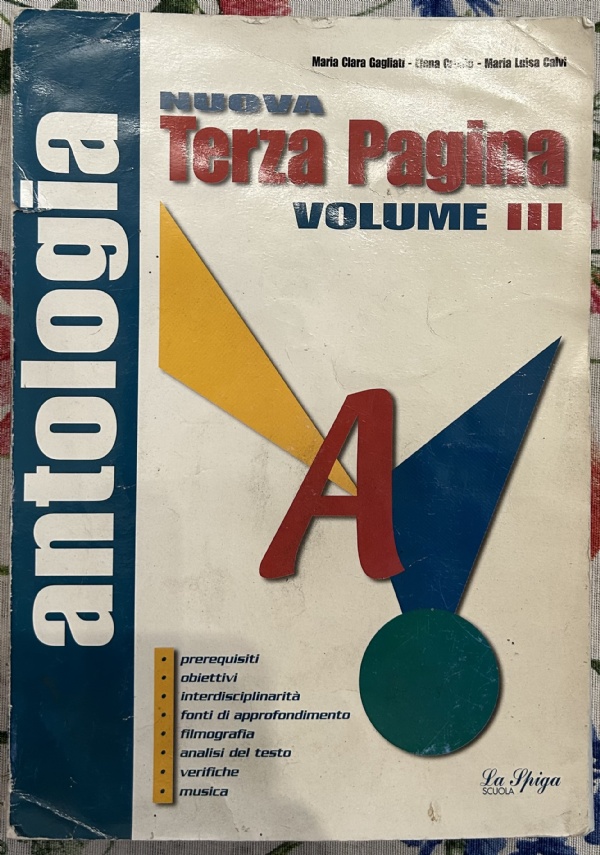 Maria Clara Gagliati - Elena - Maria Luisa Calvi
NUOVA
Terza Pagina
VOLUME III
antologia
A
• prerequisiti
• obiettivi
• interdisciplinarità
• fonti di approfondimento
• filmografia
• analisi del testo
• verifiche
• musica
La Spiga
SCUOLA